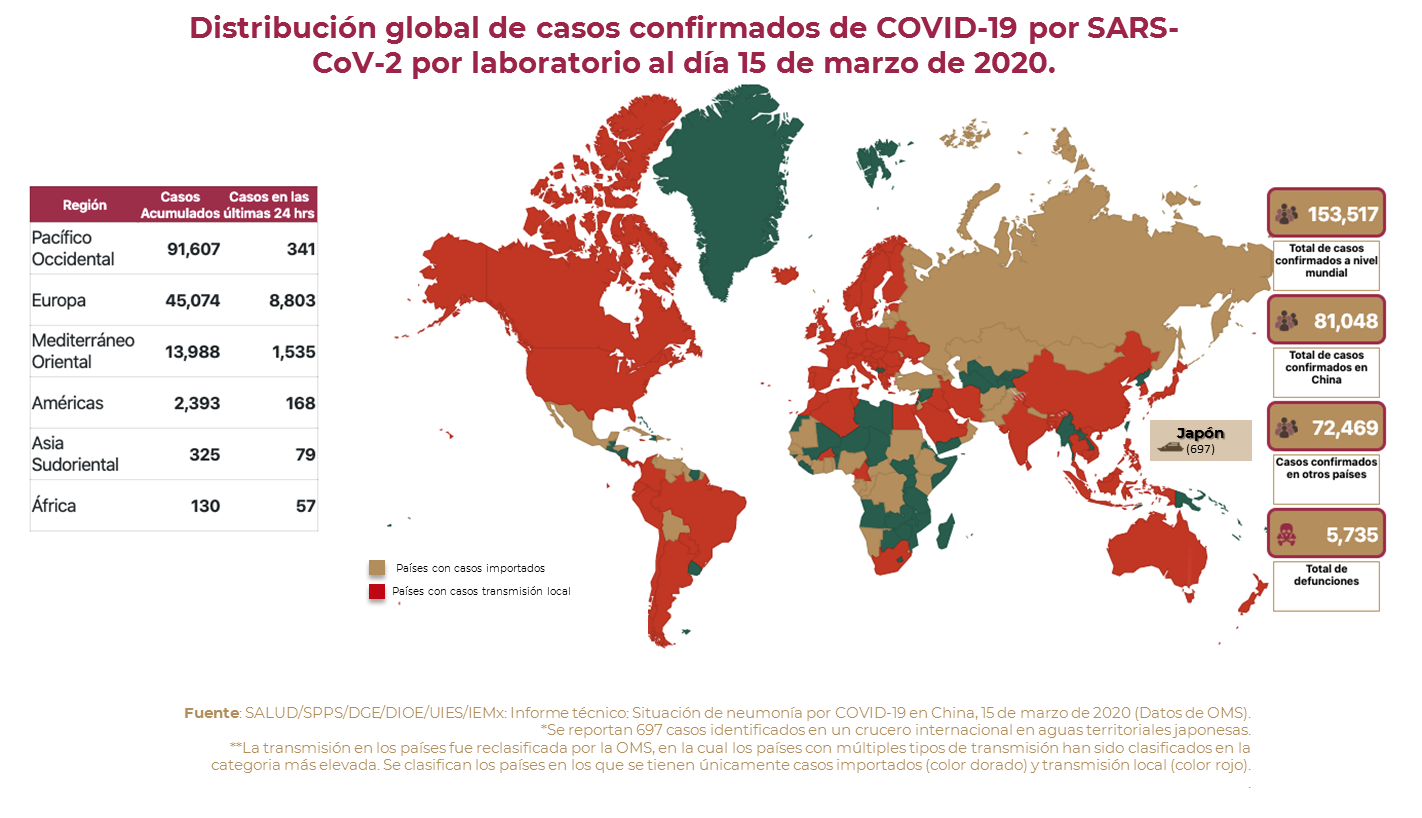 Distribución global de casos confirmados de COVID-19 por SARS-
CoV-2 por laboratorio al día 15 de marzo de 2020.
Región Casos Acumulados Casos en las últimas 24 hrs
Pacífico Occidental 91,607 341
Europa 45,074 8,803
Mediterráneo Oriental 13,988 1,535
Américas 2,393 168
Asia Sudoriental 325 79
África 130 57
Países con casos importados
Países con casos transmisión local
Japón
(697)
153,517
Total de casos
confirmados a nivel
mundial
81,048
Total de casos
confirmados en
China
72,469
Casos confirmados
en otros países
5,735
Total de
defunciones
Fuente: SALUD/SPPS/DGE/DIOE/UIES/IEMx: Informe técnico: Situación de neumonía por COVID-19 en China, 15 de marzo de 2020 (Datos de OMS).
*Se reportan 697 casos identificados en un crucero internacional en aguas territoriales japonesas.
**La transmisión en los países fue reclasificada por la OMS, en la cual los países con múltiples tipos de transmisión han sido clasificados en la
categoria más elevada. Se clasifican los países en los que se tienen únicamente casos importados (color dorado) y transmisión local (color rojo).
.